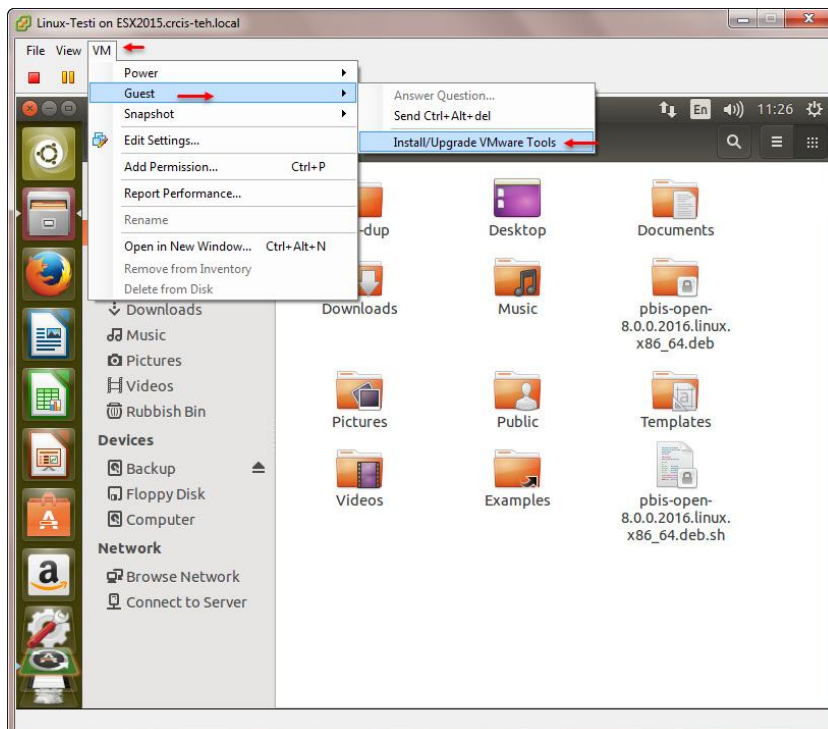 Linux-Testi on ESX2015.crcis-teh.local
File View VM
Power
Guest
Snapshot
Edit Settings...
Add Permission... Ctrl+P
Report Performance...
Rename
Open in New Window... Ctrl+Alt+N
Remove from Inventory
Delete from Disk
Answer Question...
Send Ctrl+Alt+del
Install/Upgrade VMware Tools
En 11:26
Downloads
Music
Pictures
Videos
Rubbish Bin
Devices
Backup
Floppy Disk
Computer
Network
Browse Network
Connect to Server
-dup
Desktop
Documents
Downloads
Music
pbis-open-
8.0.0.2016.linux.
x86_64.deb
Pictures
Public
Templates
Videos
Examples
pbis-open-
8.0.0.2016.linux.
x86_64.deb.sh